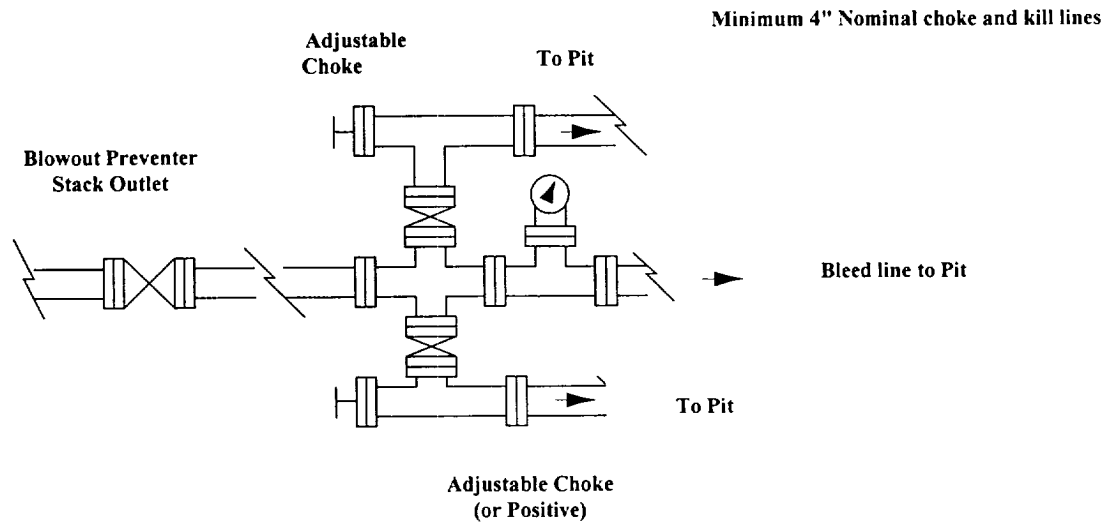 Minimum 4" Nominal choke and kill lines
Adjustable
Choke
To Pit
Blowout Preventer
Stack Outlet
Bleed line to Pit
To Pit
Adjustable Choke
(or Positive)